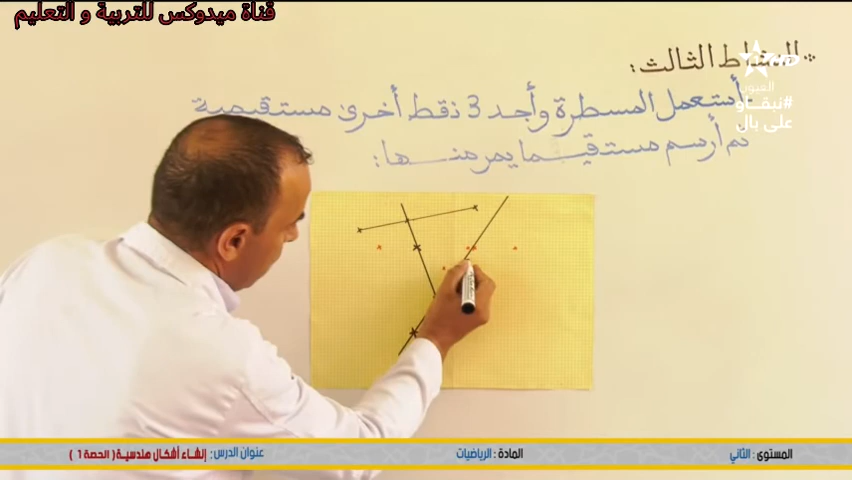 قناة ميدوكس للتربية و التعليم
النشاط الثالث:
العيون
#نبقاو
على بال
أستعمل المسطرة وأجد 3 نقط أخرى مستقيمية
ثم أرسم مستقيما يمر منها:
المستوى : الثاني
المادة : الرياضيات
عنوان الدرس: إنشاء أشكال هندسية ( الحصة 1 )